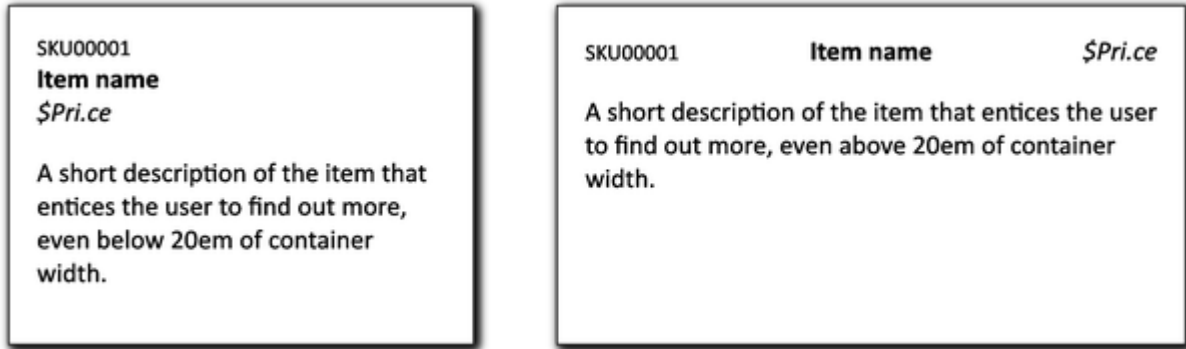 SKU00001
Item name
$Pri.ce
A short description of the item that
entices the user to find out more,
even below 20em of container
width.
SKU00001 Item name $Pri.ce
A short description of the item that entices the user
to find out more, even above 20em of container
width.